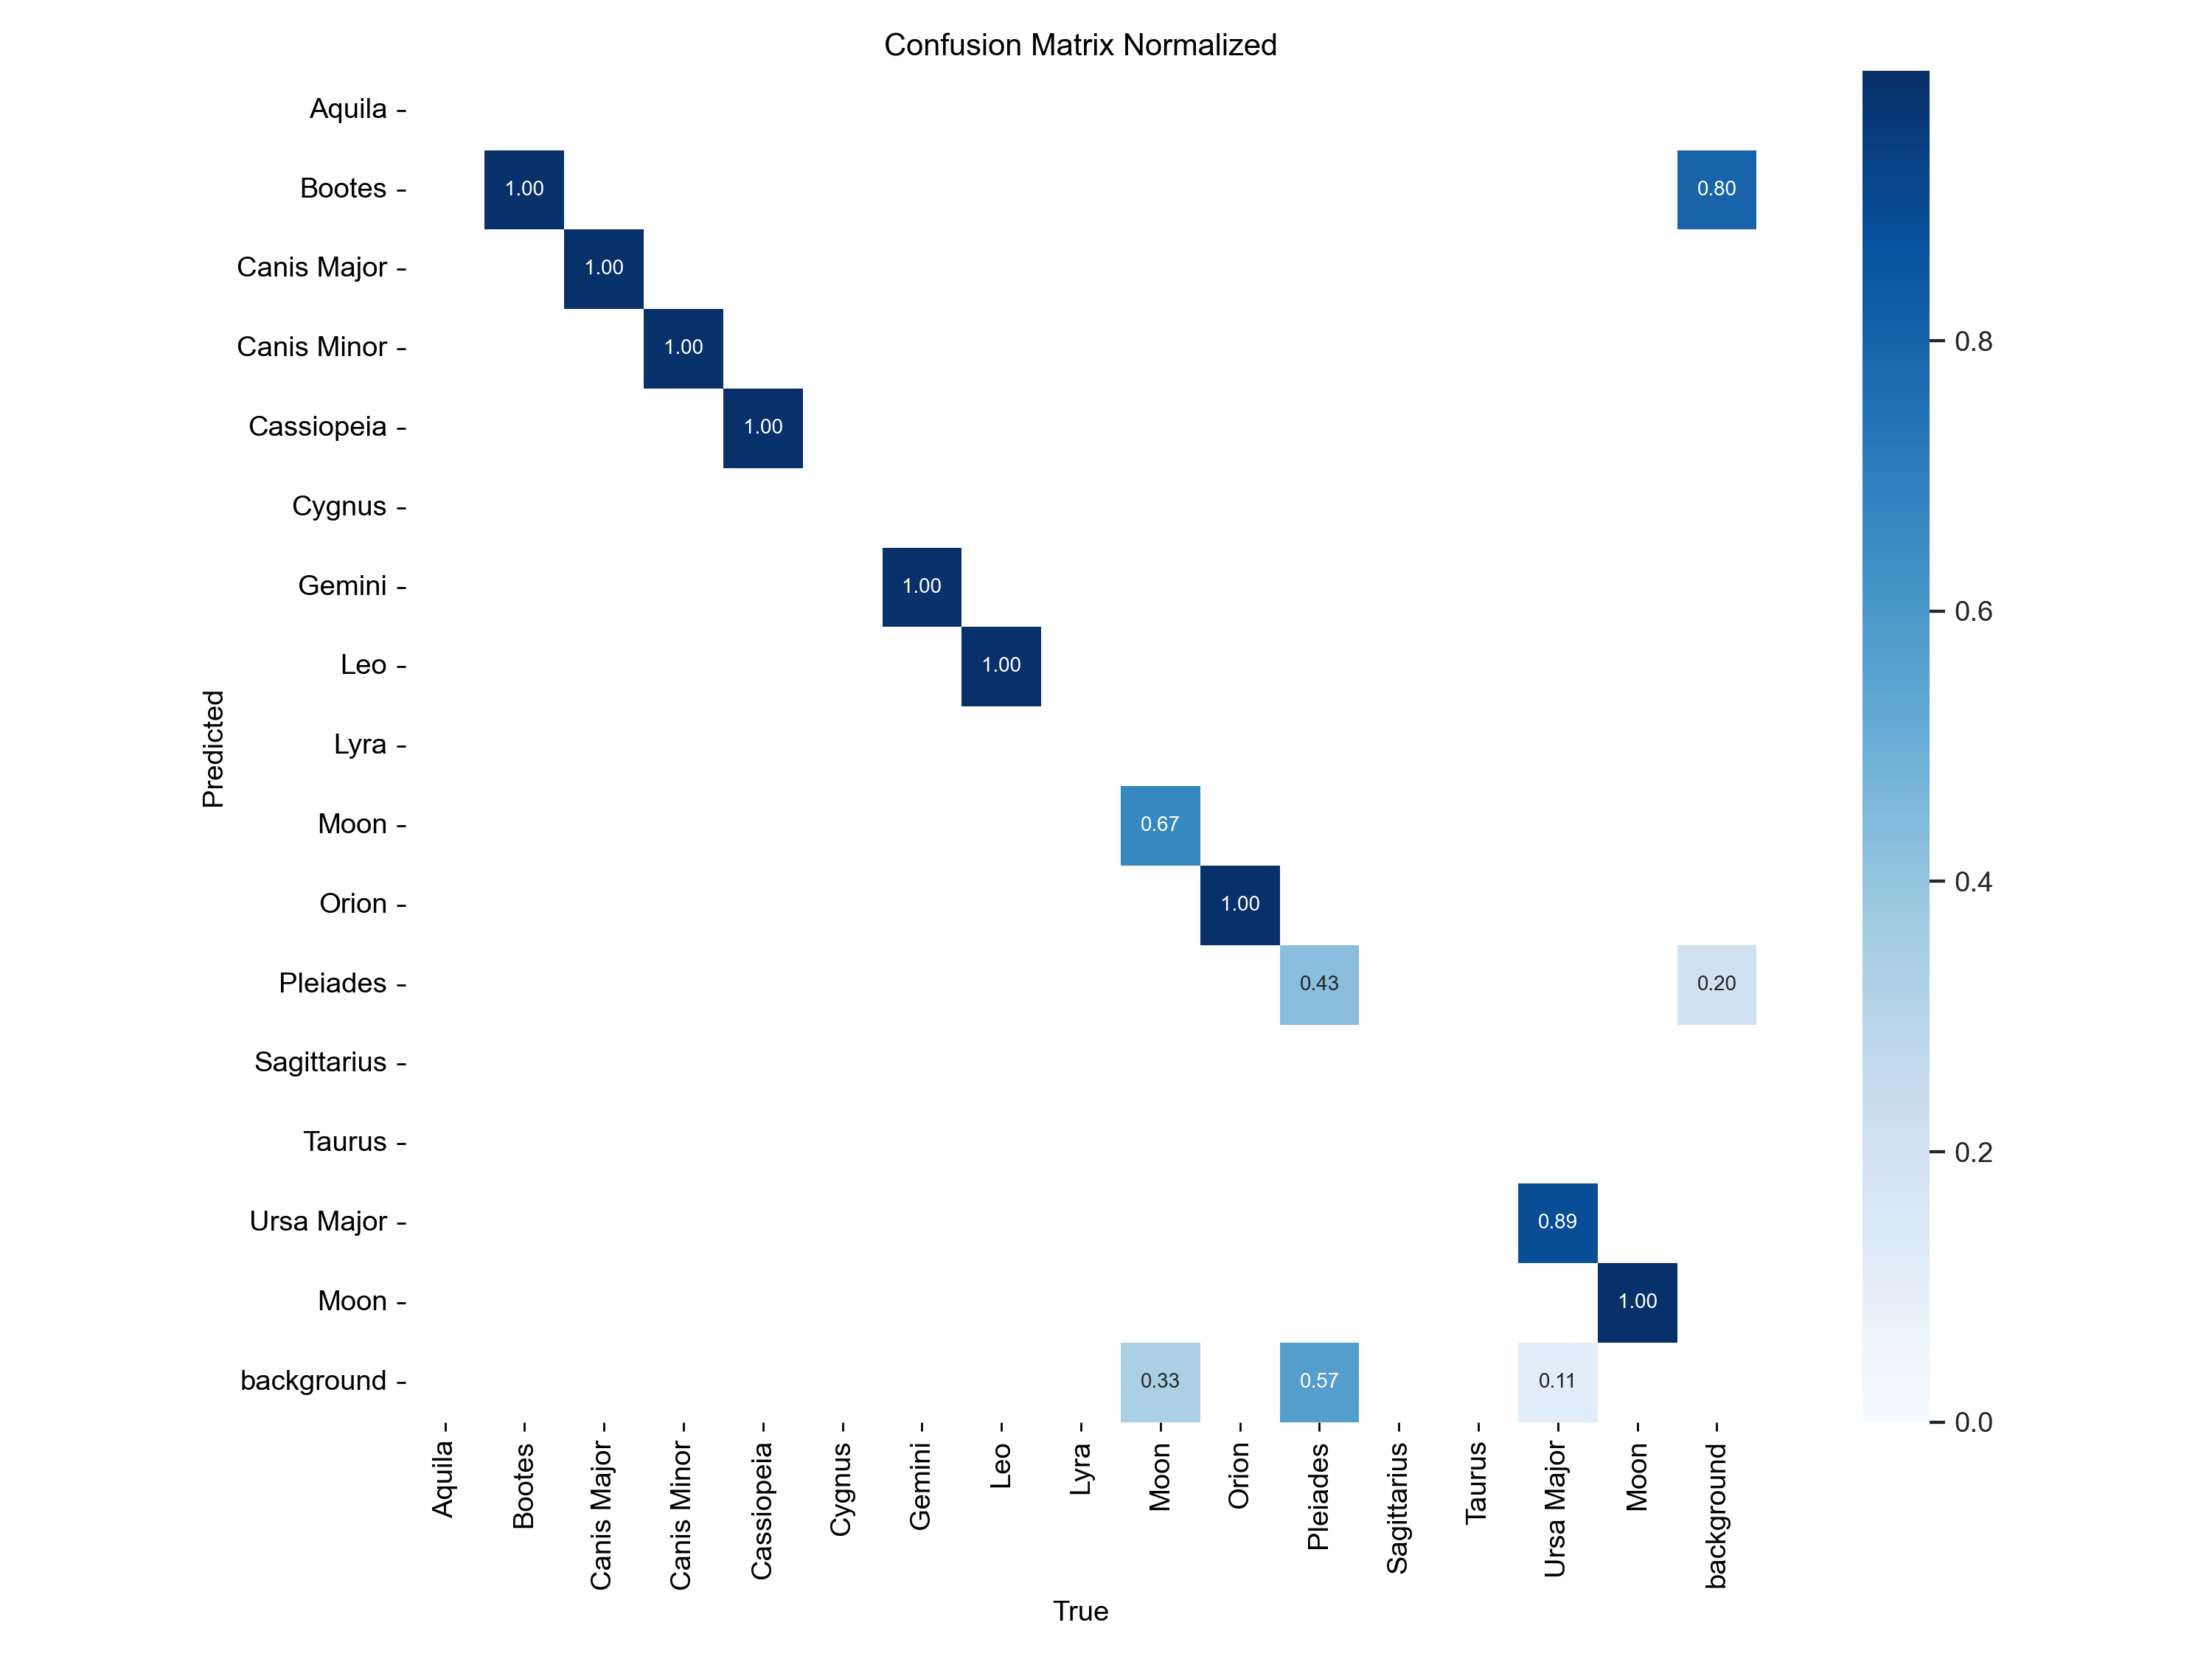 Confusion Matrix Normalized
Aquila
Bootes
1.00
0.80
Canis Major
1.00
Canis Minor
1.00
Cassiopeia
1.00
Cygnus
Gemini
1.00
Leo
1.00
Lyra
Moon
0.67
Orion
1.00
Pleiades
0.43
0.20
Sagittarius
Taurus
Ursa Major
0.89
Moon
1.00
background
0.33
0.57
0.11
Predicted
Aquila
Bootes
Canis Major
Canis Minor
Cassiopeia
Cygnus
Gemini
Leo
Lyra
Moon
Orion
Pleiades
Sagittarius
Taurus
Ursa Major
Moon
background
True
0.8
0.6
0.4
0.2
0.0